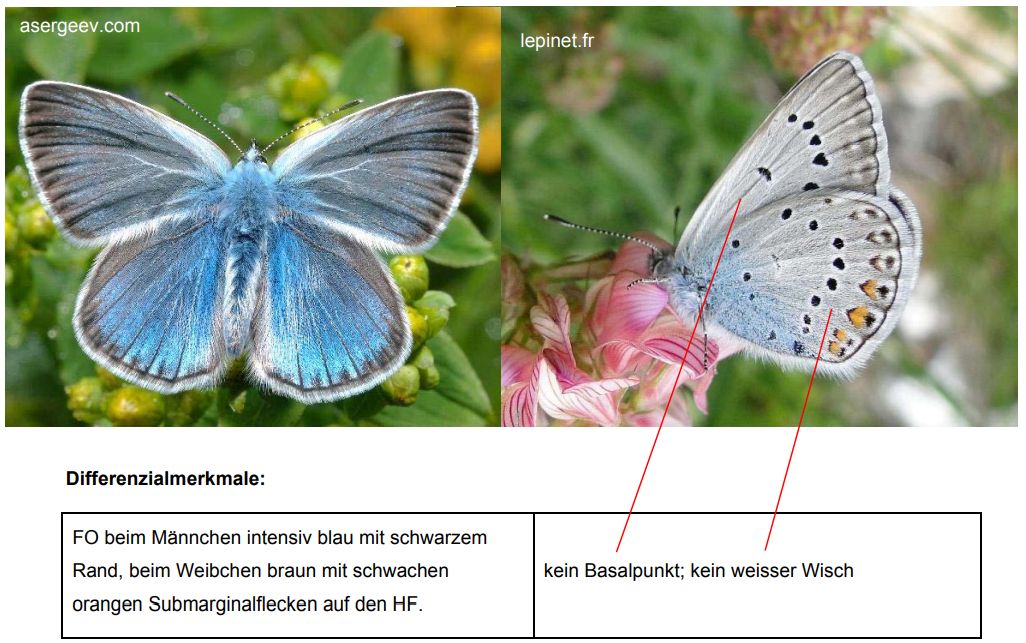 asergeev.com
lepinet.fr
Differenzialmerkmale:
FO beim Männchen intensiv blau mit schwarzem
Rand, beim Weibchen braun mit schwachen
orangen Submarginalflecken auf den HF.
kein Basalpunkt; kein weisser Wisch